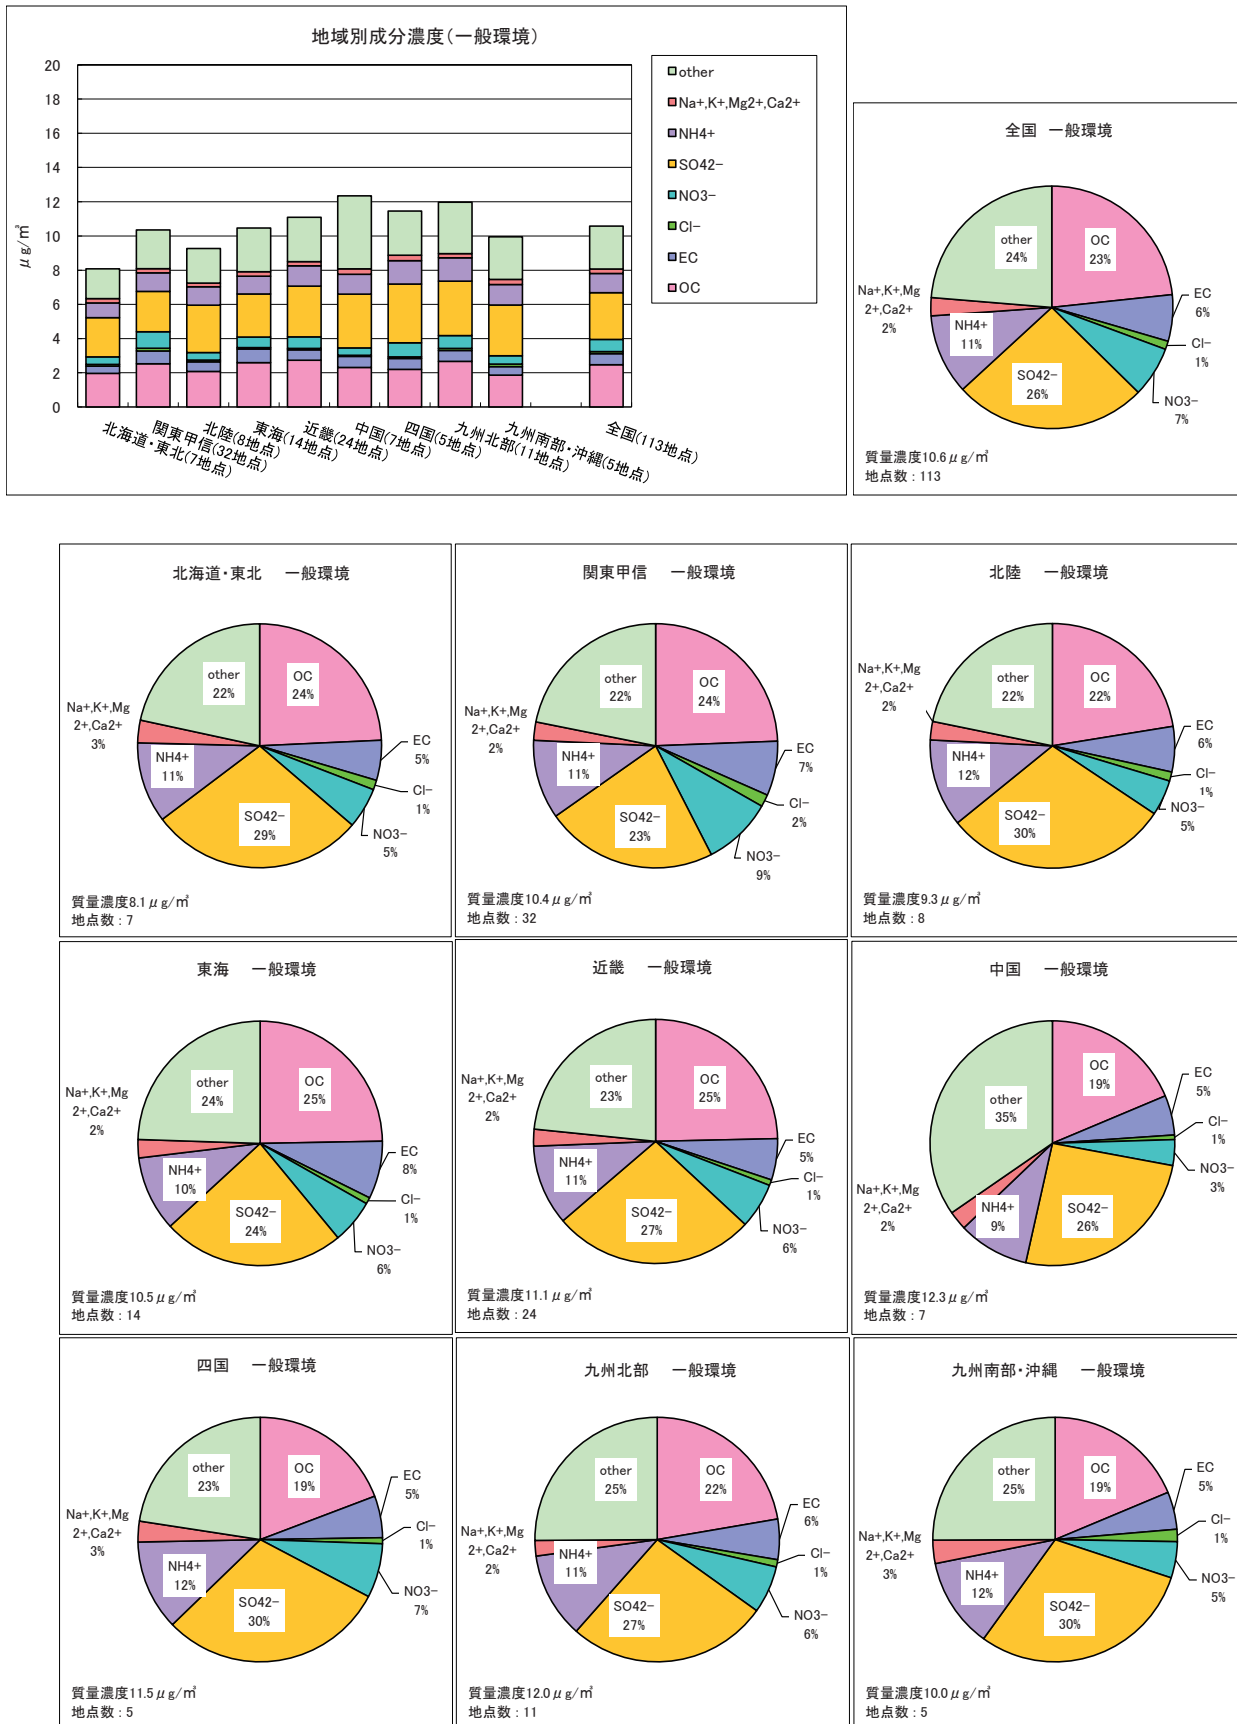 地域別成分濃度(一般環境)
μg/㎥
20
18
16
14
12
10
8
6
4
2
0
北海道・東北(7地点)
関東甲信(32地点)
北陸(8地点)
東海(14地点)
近畿(24地点)
中国(7地点)
四国(5地点)
九州北部(11地点)
九州南部・沖縄(5地点)
全国(113地点)
other
Na+,K+,Mg2+,Ca2+
NH4+
SO42-
NO3-
Cl-
EC
OC
全国 一般環境
other
24%
OC
23%
EC
6%
Cl-
1%
NO3-
7%
SO42-
26%
NH4+
11%
Na+,K+,Mg
2+,Ca2+
2%
質量濃度10.6μg/㎥
地点数:113
北海道・東北 一般環境
other
22%
OC
24%
EC
5%
Cl-
1%
NO3-
5%
SO42-
29%
NH4+
11%
Na+,K+,Mg
2+,Ca2+
3%
質量濃度8.1μg/㎥
地点数:7
関東甲信 一般環境
other
22%
OC
24%
EC
7%
Cl-
2%
NO3-
9%
SO42-
23%
NH4+
11%
Na+,K+,Mg
2+,Ca2+
2%
質量濃度10.4μg/㎥
地点数:32
北陸 一般環境
other
22%
OC
22%
EC
6%
Cl-
1%
NO3-
5%
SO42-
30%
NH4+
12%
Na+,K+,Mg
2+,Ca2+
2%
質量濃度9.3μg/㎥
地点数:8
東海 一般環境
other
24%
OC
25%
EC
8%
Cl-
1%
NO3-
6%
SO42-
24%
NH4+
10%
Na+,K+,Mg
2+,Ca2+
2%
質量濃度10.5μg/㎥
地点数:14
近畿 一般環境
other
23%
OC
25%
EC
5%
Cl-
1%
NO3-
6%
SO42-
27%
NH4+
11%
Na+,K+,Mg
2+,Ca2+
2%
質量濃度11.1μg/㎥
地点数:24
中国 一般環境
other
35%
OC
19%
EC
5%
Cl-
1%
NO3-
3%
SO42-
26%
NH4+
9%
Na+,K+,Mg
2+,Ca2+
2%
質量濃度12.3μg/㎥
地点数:7
四国 一般環境
other
23%
OC
19%
EC
5%
Cl-
1%
NO3-
7%
SO42-
30%
NH4+
12%
Na+,K+,Mg
2+,Ca2+
3%
質量濃度11.5μg/㎥
地点数:5
九州北部 一般環境
other
25%
OC
22%
EC
6%
Cl-
1%
NO3-
6%
SO42-
27%
NH4+
11%
Na+,K+,Mg
2+,Ca2+
2%
質量濃度12.0μg/㎥
地点数:11
九州南部・沖縄 一般環境
other
25%
OC
19%
EC
5%
Cl-
1%
NO3-
5%
SO42-
30%
NH4+
12%
Na+,K+,Mg
2+,Ca2+
3%
質量濃度10.0μg/㎥
地点数:5